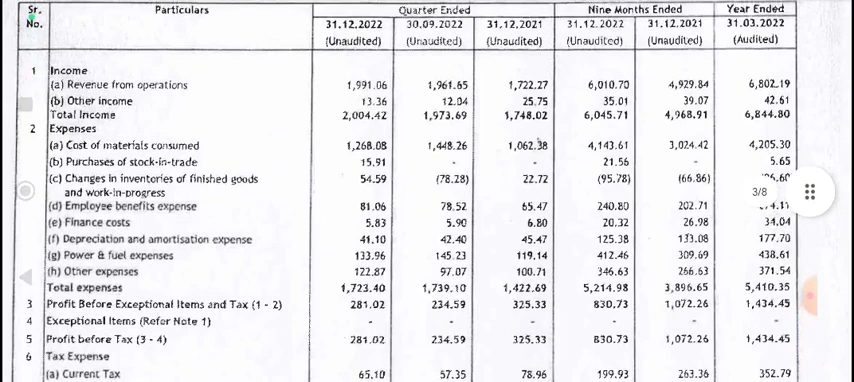 Sr. Particulars Quarter Ended Nine Months Ended Year Ended
No. 31.12.2022 30.09.2022 31.12.2021 31.12.2022 31.12.2021 31.03.2022
(Unaudited) (Unaudited) (Unaudited) (Unaudited) (Unaudited) (Audited)
1 Income
(a) Revenue from operations 1,991.06 1,961.65 1,722.27 6,010.70 4,929.84 6,802.19
(b) Other income 13.36 12.04 25.75 35.01 39.07 42.61
Total Income 2,004.42 1,973.69 1,748.02 6,045.71 4,968.91 6,844.80
2 Expenses
(a) Cost of materials consumed 1,268.08 1,448.26 1,062.38 4,143.61 3,024.42 4,205.30
(b) Purchases of stock-in-trade 15.91 - - 21.56 - 5.65
(c) Changes in inventories of finished goods 54.59 (78.28) 22.72 (95.78) (66.86)
and work-in-progress 3/8
(d) Employee benefits expense 81.06 78.52 65.47 240.80 202.71
(e) Finance costs 5.83 5.90 6.80 20.32 26.98 34.04
(f) Depreciation and amortisation expense 41.10 42.40 45.47 125.38 133.08 177.70
(g) Power & fuel expenses 133.96 145.23 119.14 412.46 309.69 438.61
(h) Other expenses 122.87 97.07 100.71 346.63 266.63 371.54
Total expenses 1,723.40 1,739.10 1,422.69 5,214.98 3,896.65 5,410.35
3 Profit Before Exceptional Items and Tax (1 - 2) 281.02 234.59 325.33 830.73 1,072.26 1,434.45
4 Exceptional Items (Refer Note 1) - - - - - -
5 Profit before Tax (3 - 4) 281.02 234.59 325.33 830.73 1,072.26 1,434.45
6 Tax Expense
(a) Current Tax 65.10 57.35 78.96 199.93 263.36 352.79